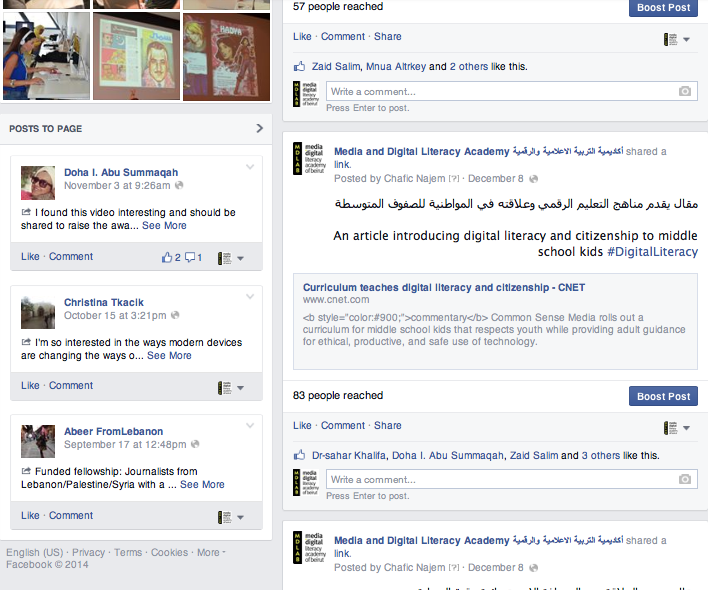 POSTS TO PAGE
Doha I. Abu Summaqah
November 3 at 9:26am
I found this video interesting and should be
shared to raise the awa... See More
Like · Comment
2 1
Christina Tkacik
October 15 at 3:21pm
I'm so interested in the ways modern devices
are changing the ways o... See More
Like · Comment
Abeer FromLebanon
September 17 at 12:48pm
Funded fellowship: Journalists from
Lebanon/Palestine/Syria with a ... See More
Like · Comment
English (US) · Privacy · Terms · Cookies · More
Facebook © 2014
57 people reached
Boost Post
Like · Comment · Share
Zaid Salim, Mnua Altrkey and 2 others like this.
Write a comment...
Press Enter to post.
MDLAB
media
digital
literacy
academy
of beirut
Media and Digital Literacy Academy أكاديمية التربية الاعلامية والرقمية shared a
link.
Posted by Chafic Najem [?] · December 8
مقال يقدم مناهج التعليم الرقمي وعلاقته في المواطنية للصفوف المتوسطة
An article introducing digital literacy and citizenship to middle
school kids #DigitalLiteracy
Curriculum teaches digital literacy and citizenship - CNET
www.cnet.com
<b style="color:#900;">commentary</b> Common Sense Media rolls out a
curriculum for middle school kids that respects youth while providing adult guidance
for ethical, productive, and safe use of technology.
83 people reached
Boost Post
Like · Comment · Share
Dr-sahar Khalifa, Doha I. Abu Summaqah, Zaid Salim and 3 others like this.
Write a comment...
Press Enter to post.
MDLAB
media
digital
literacy
academy
of beirut
Media and Digital Literacy Academy أكاديمية التربية الاعلامية والرقمية shared a
link.
Posted by Chafic Najem [?] · December 8